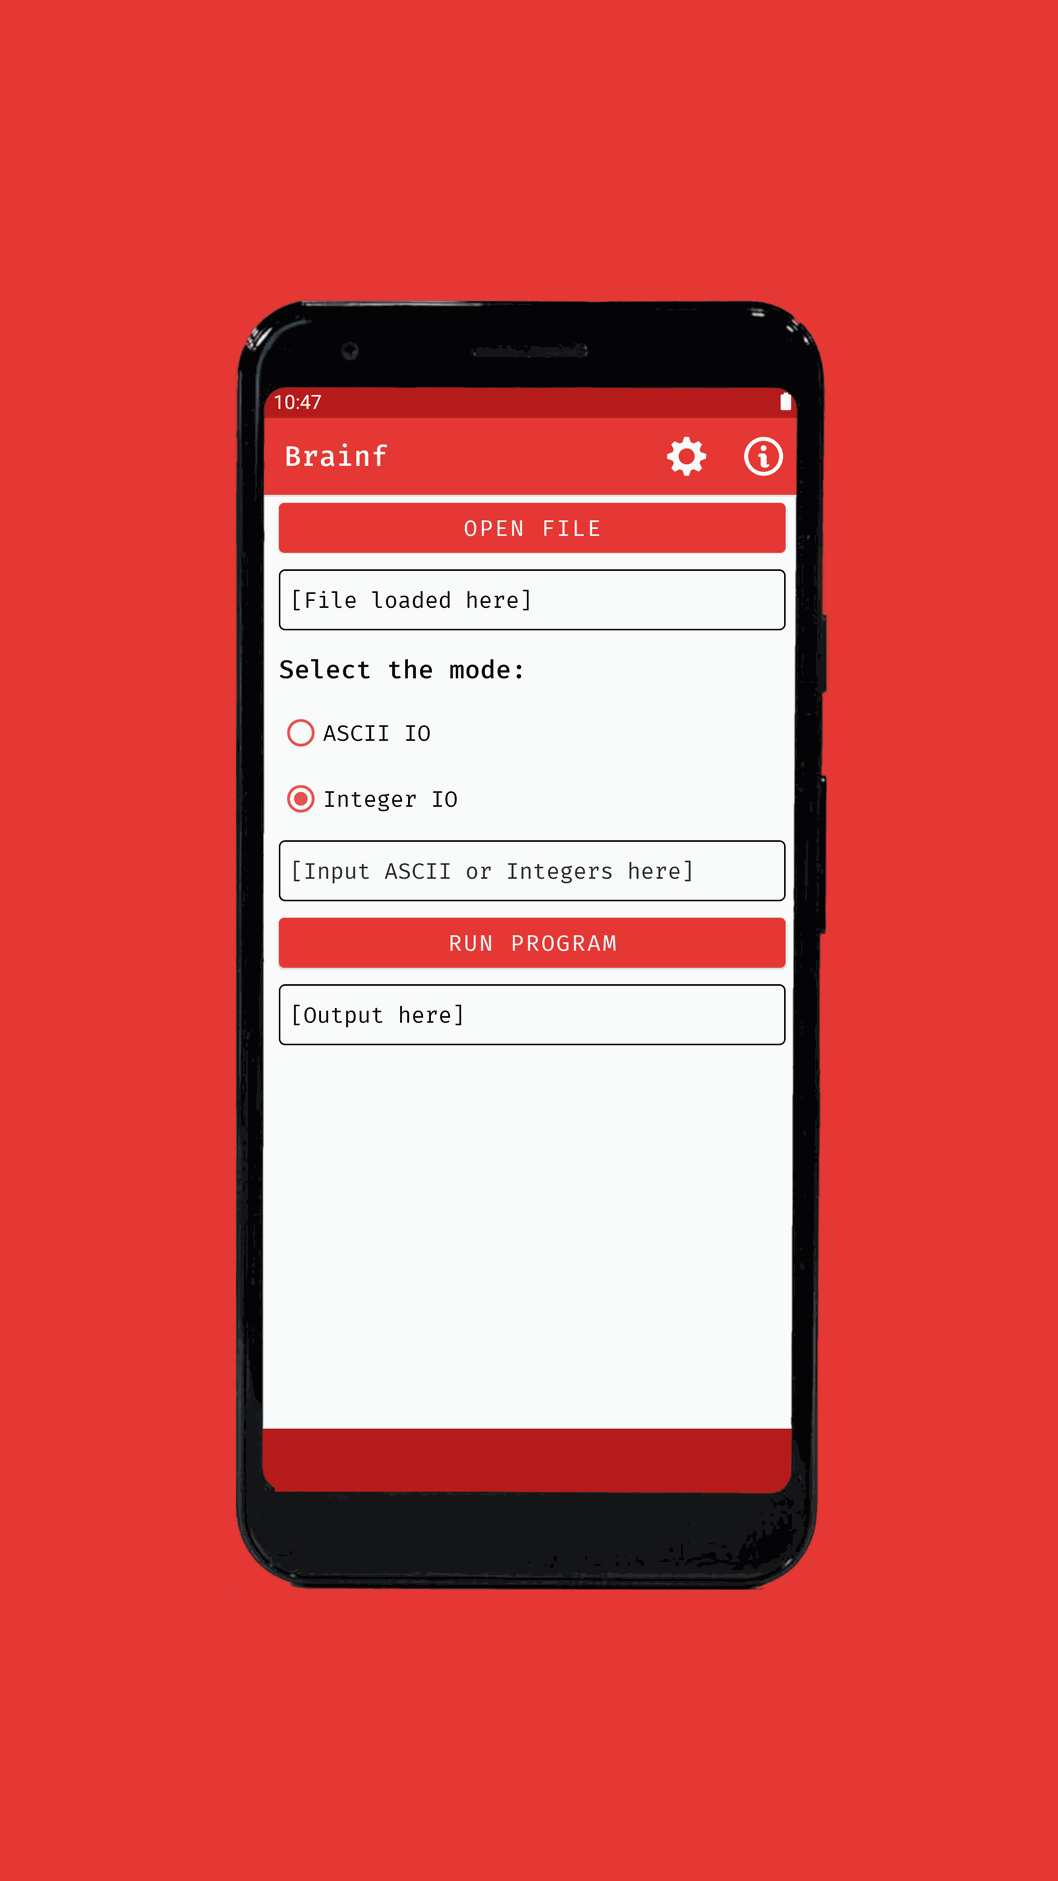 10:47
Brainf
OPEN FILE
[File loaded here]
Select the mode:
ASCII IO
Integer IO
[Input ASCII or Integers here]
RUN PROGRAM
[Output here]